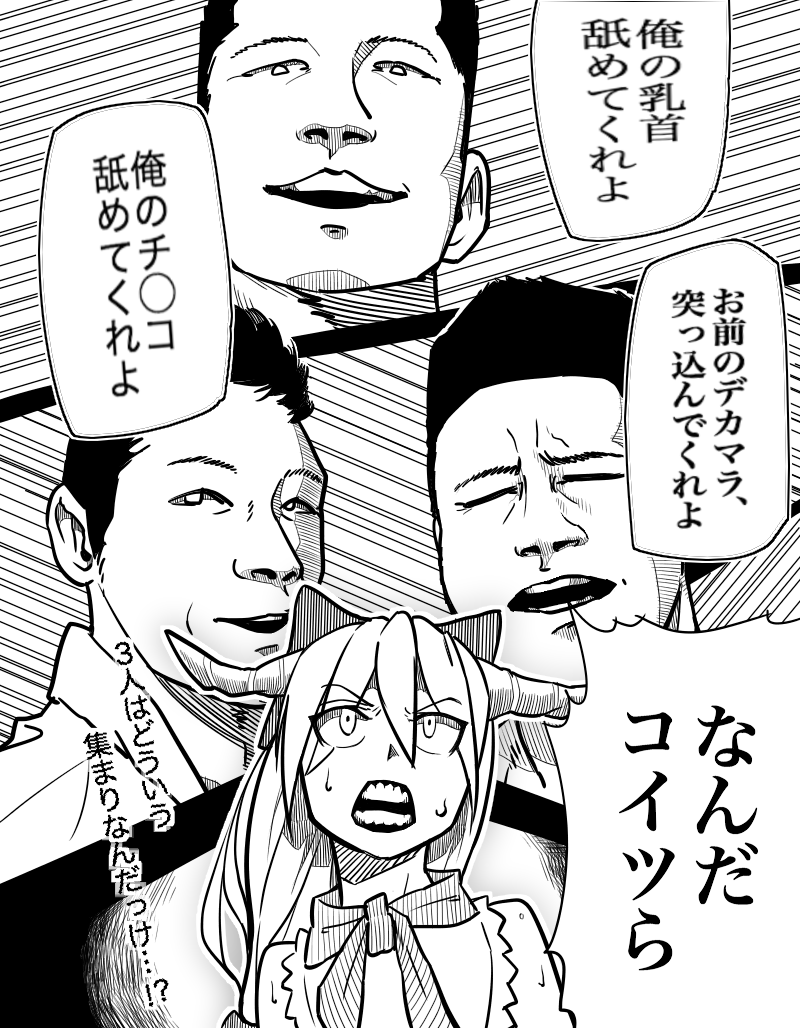 俺の乳首
舐めてくれよ
俺のチ〇コ
舐めてくれよ
お前のデカマラ、
突っ込んでくれよ
なんだ
コイツら
3人はどういう
集まりなんだっけ…!?